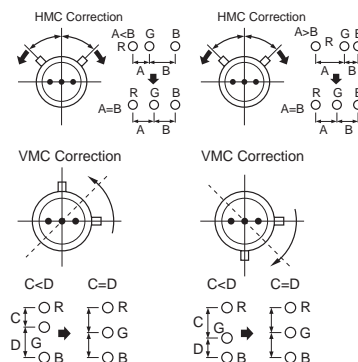 HMC Correction
A<B G B
R
A B
R G B
A=B
A B
HMC Correction
A>B G B
R
A B
R G B
A=B
A B
VMC Correction
C<D C=D
R R
C
G
D G
B B
VMC Correction
C<D C=D
R R
C
G G
D
B B